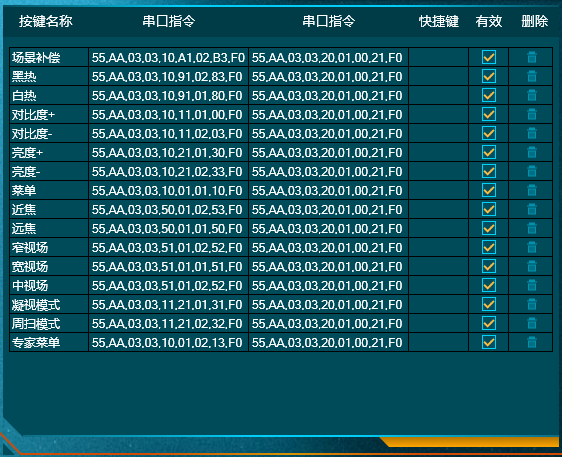 按键名称 串口指令 串口指令 快捷键 有效 删除
场景补偿 55,AA,03,03,10,A1,02,B3,F0 55,AA,03,03,20,01,00,21,F0
黑热 55,AA,03,03,10,91,02,83,F0 55,AA,03,03,20,01,00,21,F0
白热 55,AA,03,03,10,91,01,80,F0 55,AA,03,03,20,01,00,21,F0
对比度+ 55,AA,03,03,10,11,01,00,F0 55,AA,03,03,20,01,00,21,F0
对比度- 55,AA,03,03,10,11,02,03,F0 55,AA,03,03,20,01,00,21,F0
亮度+ 55,AA,03,03,10,21,01,30,F0 55,AA,03,03,20,01,00,21,F0
亮度- 55,AA,03,03,10,21,02,33,F0 55,AA,03,03,20,01,00,21,F0
菜单 55,AA,03,03,10,01,01,10,F0 55,AA,03,03,20,01,00,21,F0
近焦 55,AA,03,03,50,01,02,53,F0 55,AA,03,03,20,01,00,21,F0
远焦 55,AA,03,03,50,01,01,50,F0 55,AA,03,03,20,01,00,21,F0
窄视场 55,AA,03,03,51,01,02,52,F0 55,AA,03,03,20,01,00,21,F0
宽视场 55,AA,03,03,51,01,01,51,F0 55,AA,03,03,20,01,00,21,F0
中视场 55,AA,03,03,51,01,02,52,F0 55,AA,03,03,20,01,00,21,F0
凝视模式 55,AA,03,03,11,21,01,31,F0 55,AA,03,03,20,01,00,21,F0
周扫模式 55,AA,03,03,11,21,02,32,F0 55,AA,03,03,20,01,00,21,F0
专家菜单 55,AA,03,03,10,01,02,13,F0 55,AA,03,03,20,01,00,21,F0